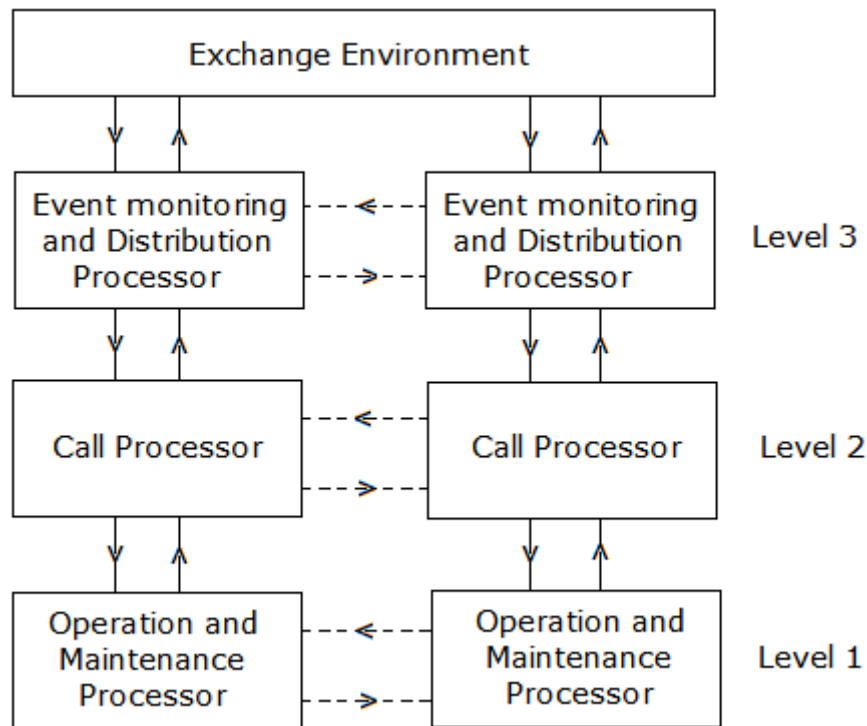 Exchange Environment
Event monitoring
and Distribution
Processor
Event monitoring
and Distribution
Processor
Level 3
Call Processor
Call Processor
Level 2
Operation and
Maintenance
Processor
Operation and
Maintenance
Processor
Level 1